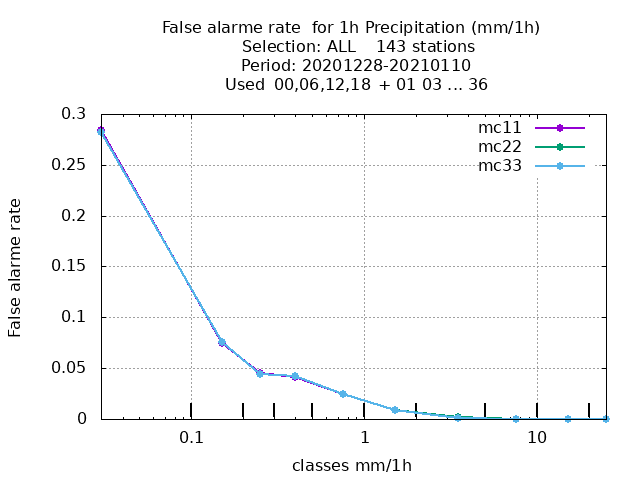 False alarme rate  for 1h Precipitation (mm/1h)
Selection: ALL    143 stations
Period: 20201228-20210110
Used  00,06,12,18 + 01 03 ... 36
mc11
mc22
mc33
0.3
0.25
0.2
0.15
0.1
0.05
0
False alarme rate
0.1 1 10
classes mm/1h